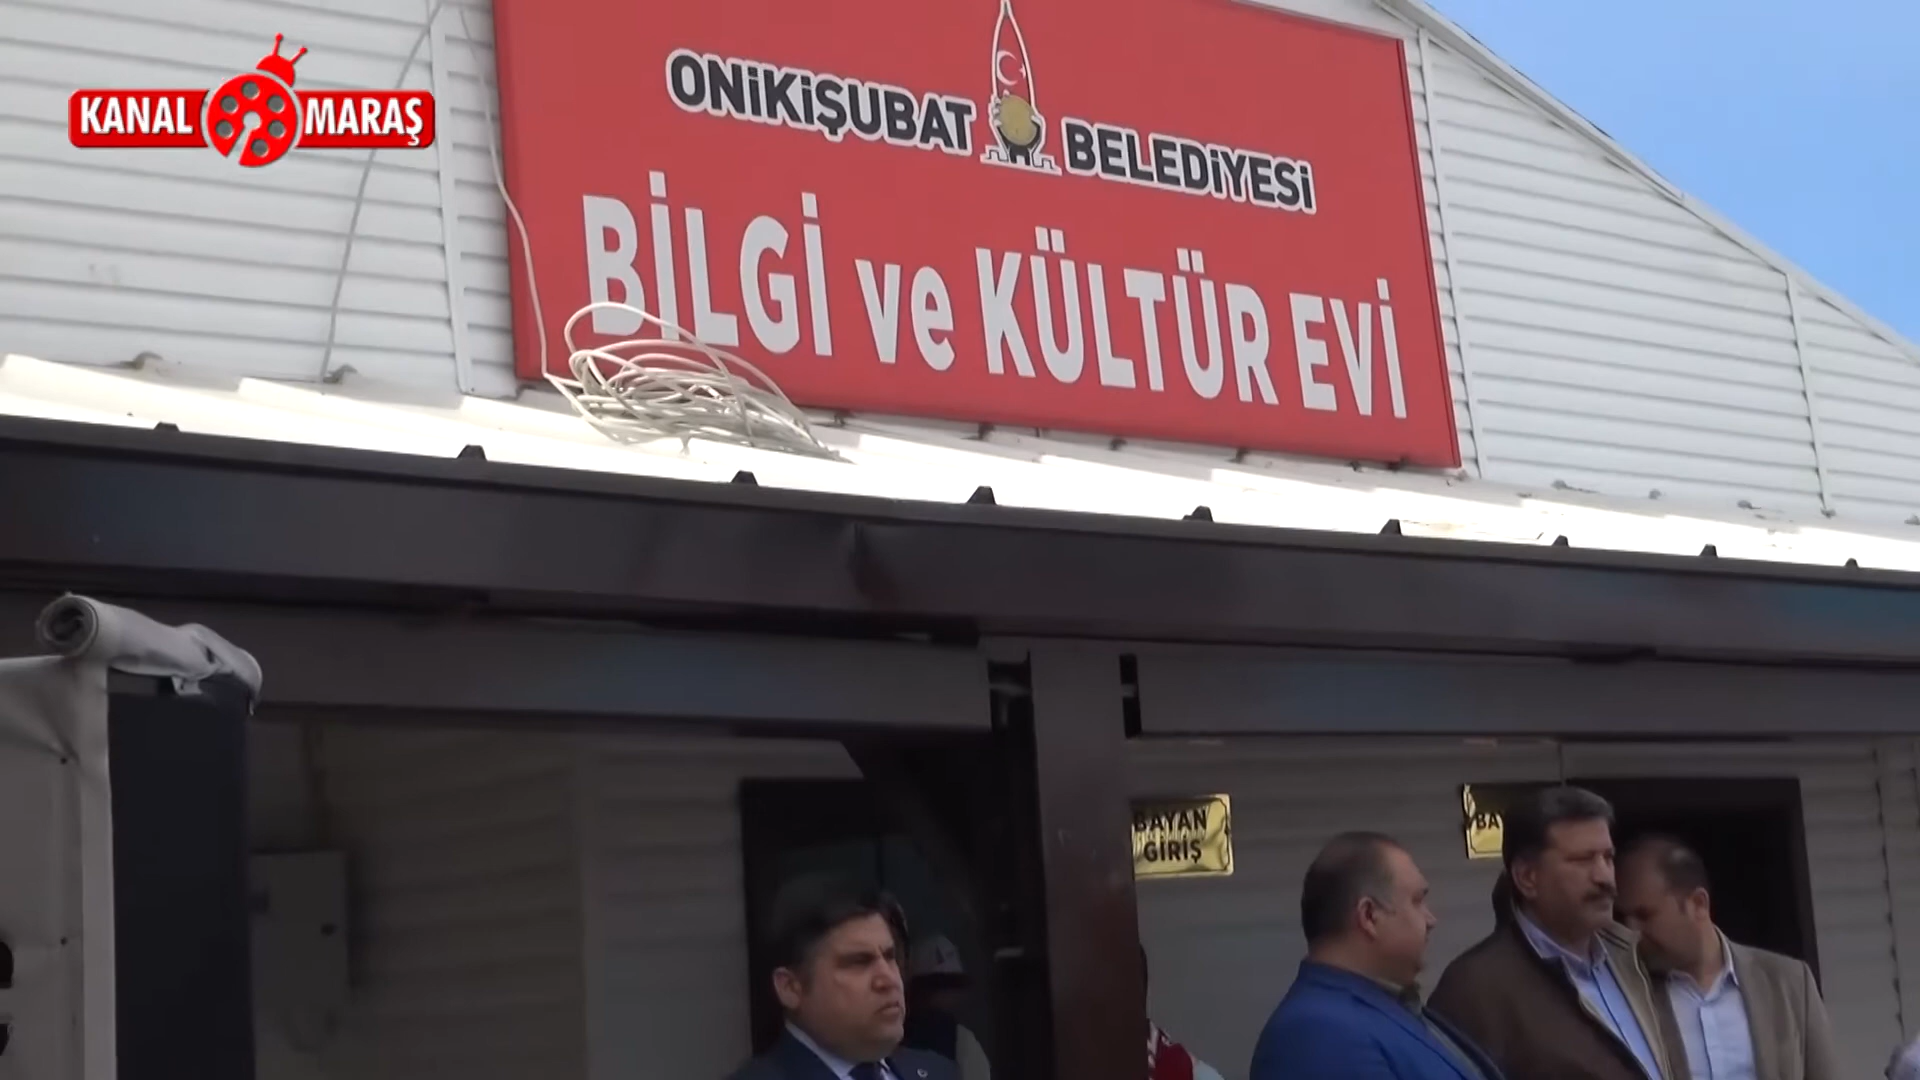 KANAL MARAŞ
ONİKİŞUBAT BELEDİYESİ
BİLGİ ve KÜLTÜR EVİ
BAYAN
GİRİŞ